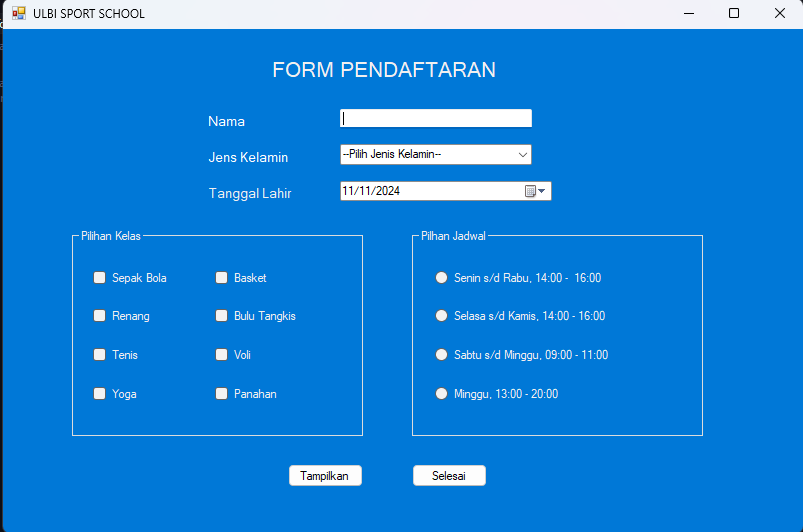 ULBI SPORT SCHOOL
FORM PENDAFTARAN
Nama
Jens Kelamin
--Pilih Jenis Kelamin--
Tanggal Lahir
11/11/2024
Pilihan Kelas
Sepak Bola
Basket
Renang
Bulu Tangkis
Tenis
Voli
Yoga
Panahan
Pilhan Jadwal
Senin s/d Rabu, 14:00 - 16:00
Selasa s/d Kamis, 14:00 - 16:00
Sabtu s/d Minggu, 09:00 - 11:00
Minggu, 13:00 - 20:00
Tampilkan
Selesai